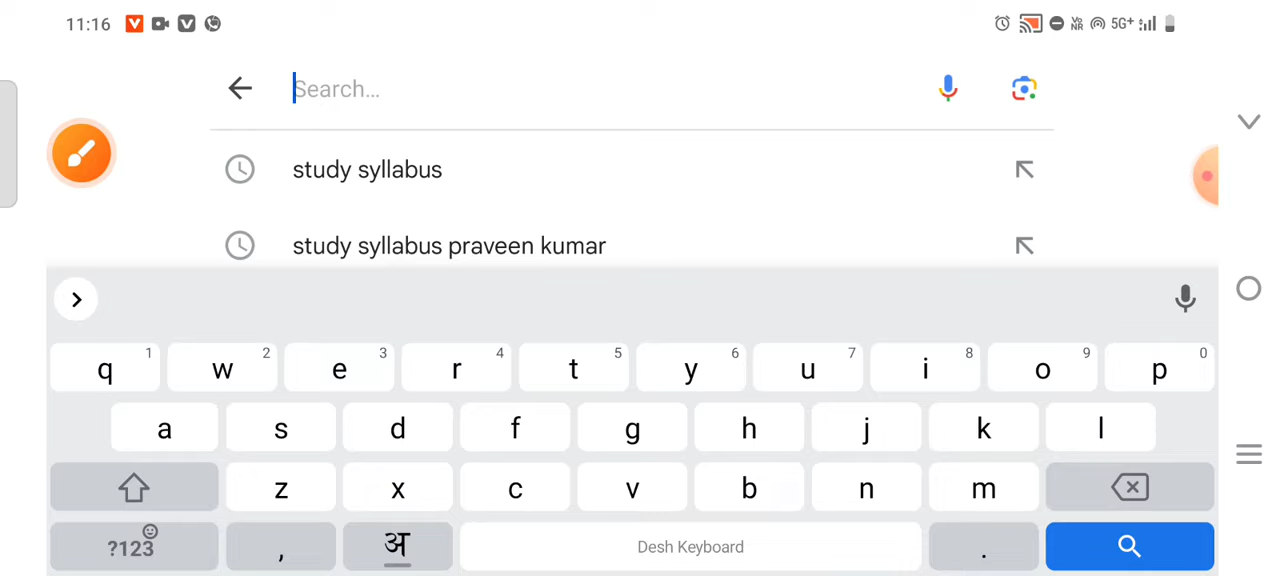 11:16 VoNR 5G+
Search...
study syllabus
study syllabus praveen kumar
q 1 w 2 e 3 r 4 t 5 y 6 u 7 i 8 o 9 p 0
a s d f g h j k l
z x c v b n m
?123 , अ Desh Keyboard .